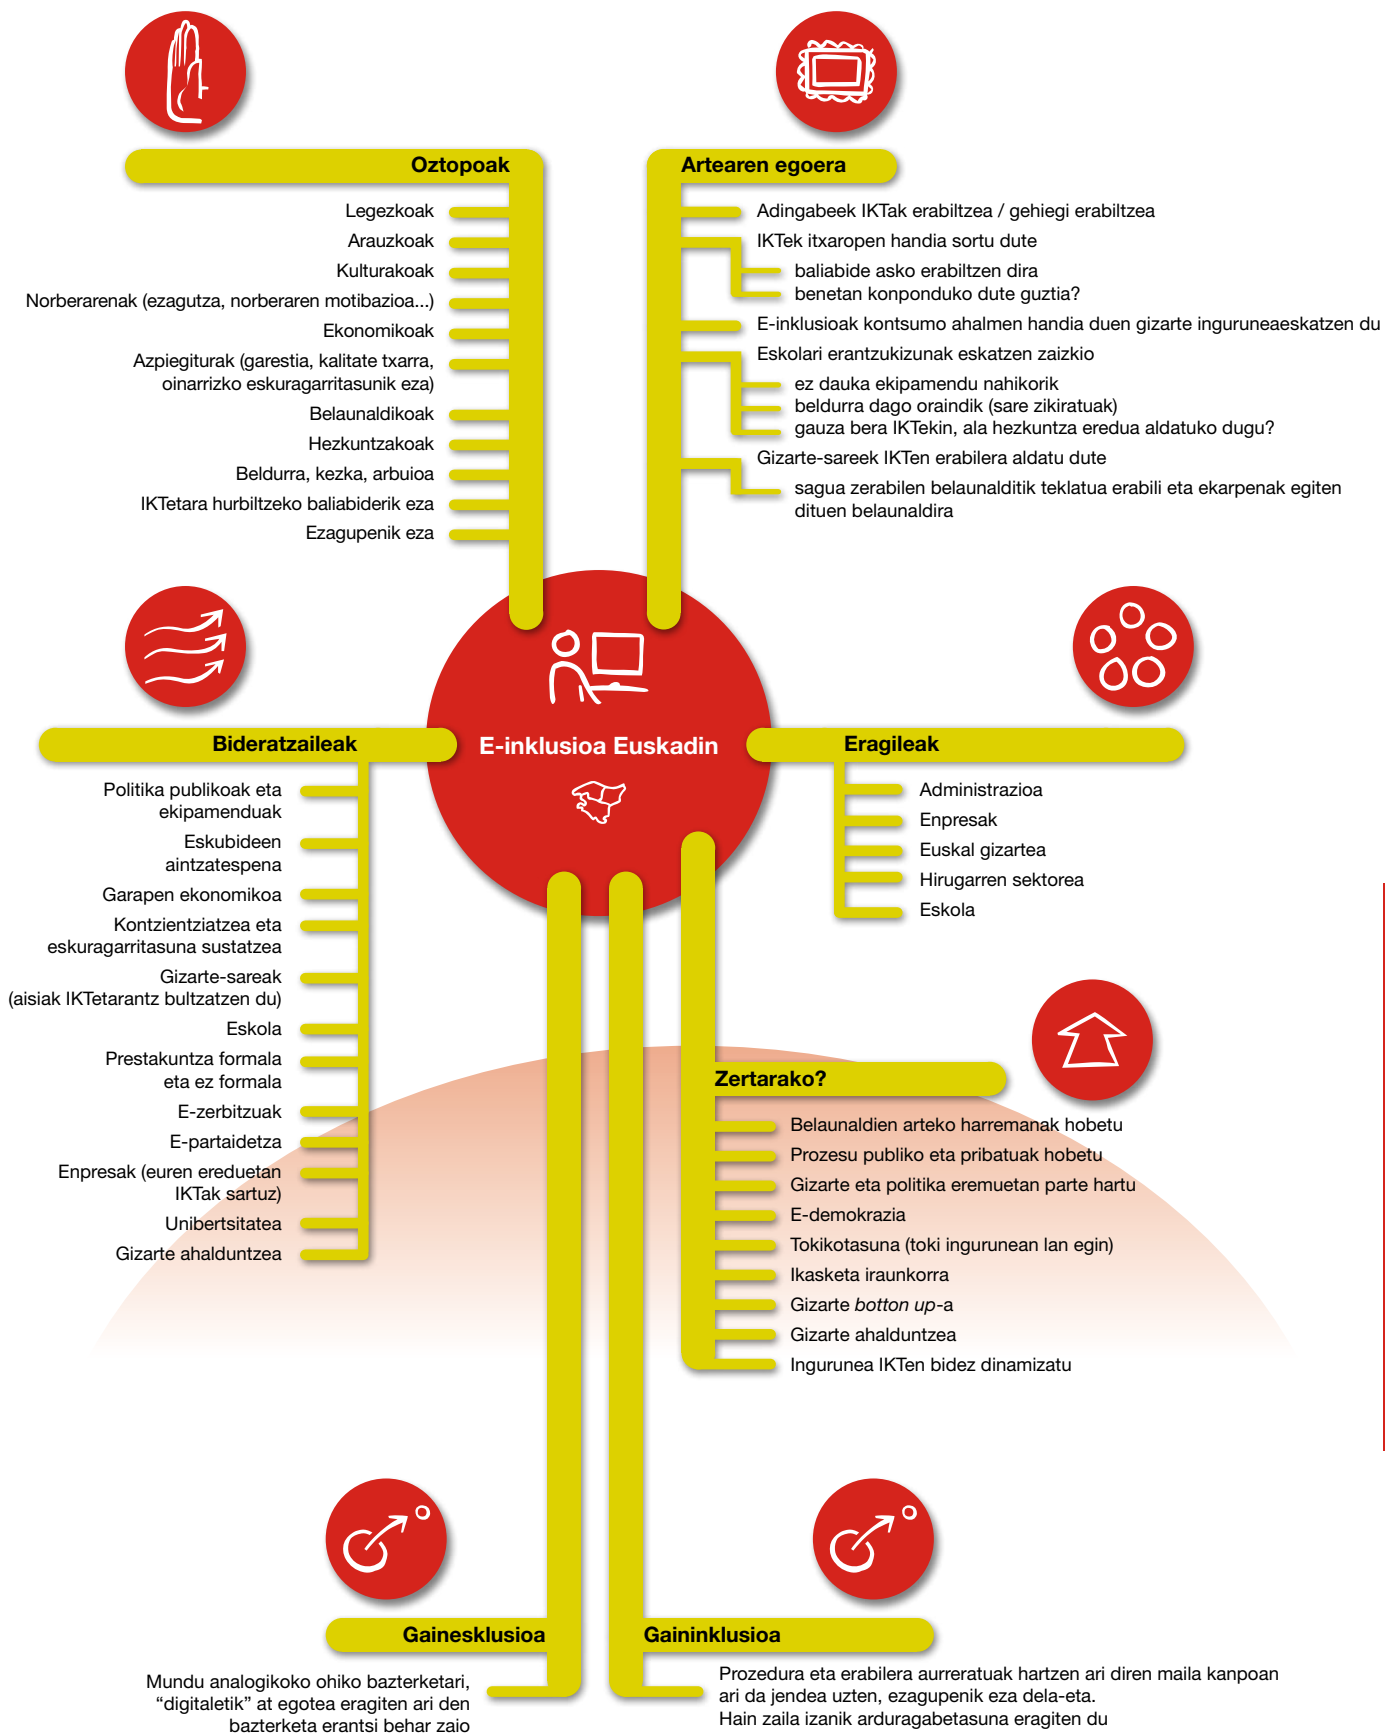 Oztopoak
Legezkoak
Arauzkoak
Kulturakoak
Norberarenak (ezagutza, norberaren motibazioa...)
Ekonomikoak
Azpiegiturak (garestia, kalitate txarra,
oinarrizko eskuragarritasunik eza)
Belaunaldikoak
Hezkuntzakoak
Beldurra, kezka, arbuioa
IKTetara hurbiltzeko baliabiderik eza
Ezagupenik eza
Artearen egoera
Adingabeek IKTak erabiltzea / gehiegi erabiltzea
IKTek itxaropen handia sortu dute
baliabide asko erabiltzen dira
benetan konponduko dute guztia?
E-inklusioak kontsumo ahalmen handia duen gizarte inguruneaeskatzen du
Eskolari erantzukizunak eskatzen zaizkio
ez dauka ekipamendu nahikorik
beldurra dago oraindik (sare zikiratuak)
gauza bera IKTekin, ala hezkuntza eredua aldatuko dugu?
Gizarte-sareek IKTen erabilera aldatu dute
sagua zerabilen belaunalditik teklatua erabili eta ekarpenak egiten
dituen belaunaldira
E-inklusioa Euskadin
Bideratzaileak
Politika publikoak eta
ekipamenduak
Eskubideen
aintzatespena
Garapen ekonomikoa
Kontzientziatzea eta
eskuragarritasuna sustatzea
Gizarte-sareak
(aisiak IKTetarantz bultzatzen du)
Eskola
Prestakuntza formala
eta ez formala
E-zerbitzuak
E-partaidetza
Enpresak (euren ereduetan
IKTak sartuz)
Unibertsitatea
Gizarte ahalduntzea
Eragileak
Administrazioa
Enpresak
Euskal gizartea
Hirugarren sektorea
Eskola
Zertarako?
Belaunaldien arteko harremanak hobetu
Prozesu publiko eta pribatuak hobetu
Gizarte eta politika eremuetan parte hartu
E-demokrazia
Tokikotasuna (toki ingurunean lan egin)
Ikasketa iraunkorra
Gizarte botton up-a
Gizarte ahalduntzea
Ingurunea IKTen bidez dinamizatu
Gainesklusioa
Mundu analogikoko ohiko bazterketari,
“digitaletik” at egotea eragiten ari den
bazterketa erantsi behar zaio
Gaininklusioa
Prozedura eta erabilera aurreratuak hartzen ari diren maila kanpoan
ari da jendea uzten, ezagupenik eza dela-eta.
Hain zaila izanik arduragabetasuna eragiten du